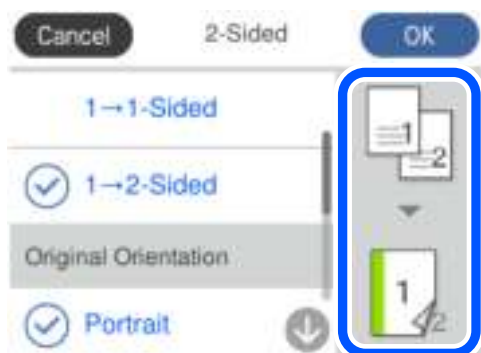 Cancel 2-Sided OK
1→1-Sided
1→2-Sided
Original Orientation
Portrait
1
2
1
2